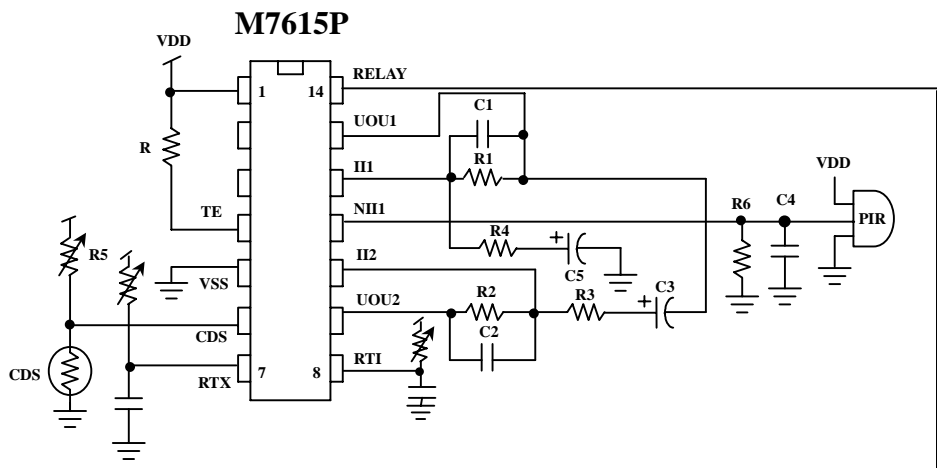 M7615P
VDD
RELAY
1
14
C1
UOU1
R
II1
R1
VDD
TE
NII1
R6
C4
PIR
R5
R4
+
C5
II2
VSS
UOU2
R2
R3
+
C3
CDS
C2
CDS
RTX
7
8
RTI